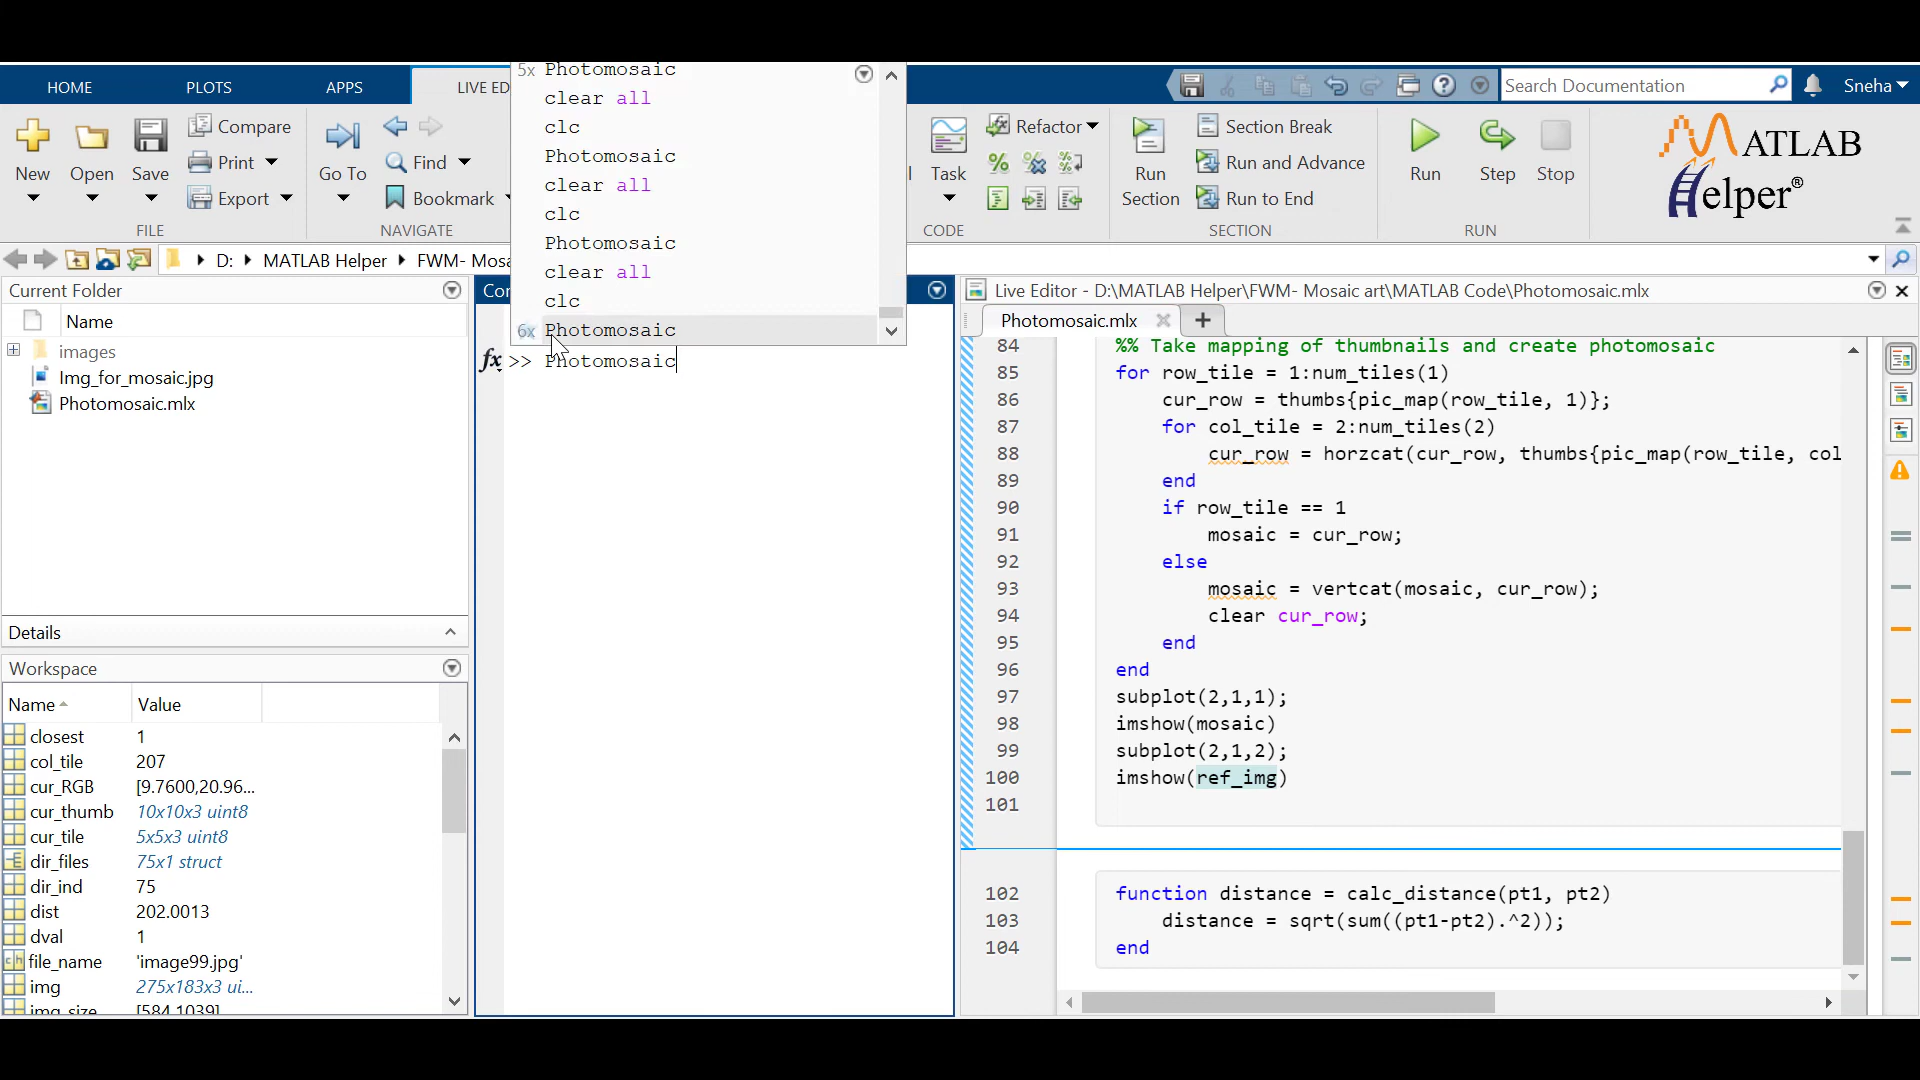 HOME
PLOTS
APPS
LIVE ED
Search Documentation
Sneha
New
Open
Save
Compare
Print
Export
FILE
Go To
Find
Bookmark
NAVIGATE
5x Photomosaic
clear all
clc
Photomosaic
clear all
clc
Photomosaic
clear all
clc
6x Photomosaic
Task
Refactor
CODE
Run Section
Section Break
Run and Advance
Run to End
SECTION
Run
Step
Stop
RUN
MATLAB
Helper®
D: MATLAB Helper FWM- Mosa
Current Folder
Name
images
Img_for_mosaic.jpg
Photomosaic.mlx
Details
Workspace
Name Value
closest 1
col_tile 207
cur_RGB [9.7600,20.96...
cur_thumb 10x10x3 uint8
cur_tile 5x5x3 uint8
dir_files 75x1 struct
dir_ind 75
dist 202.0013
dval 1
file_name 'image99.jpg'
img 275x183x3 ui...
img_size [584,1039]
Cor
fx >> Photomosaic
Live Editor - D:\MATLAB Helper\FWM- Mosaic art\MATLAB Code\Photomosaic.mlx
Photomosaic.mlx
84 %% Take mapping of thumbnails and create photomosaic
85 for row_tile = 1:num_tiles(1)
86 cur_row = thumbs{pic_map(row_tile, 1)};
87 for col_tile = 2:num_tiles(2)
88 cur_row = horzcat(cur_row, thumbs{pic_map(row_tile, col
89 end
90 if row_tile == 1
91 mosaic = cur_row;
92 else
93 mosaic = vertcat(mosaic, cur_row);
94 clear cur_row;
95 end
96 end
97 subplot(2,1,1);
98 imshow(mosaic)
99 subplot(2,1,2);
100 imshow(ref_img)
101
102 function distance = calc_distance(pt1, pt2)
103 distance = sqrt(sum((pt1-pt2).^2));
104 end